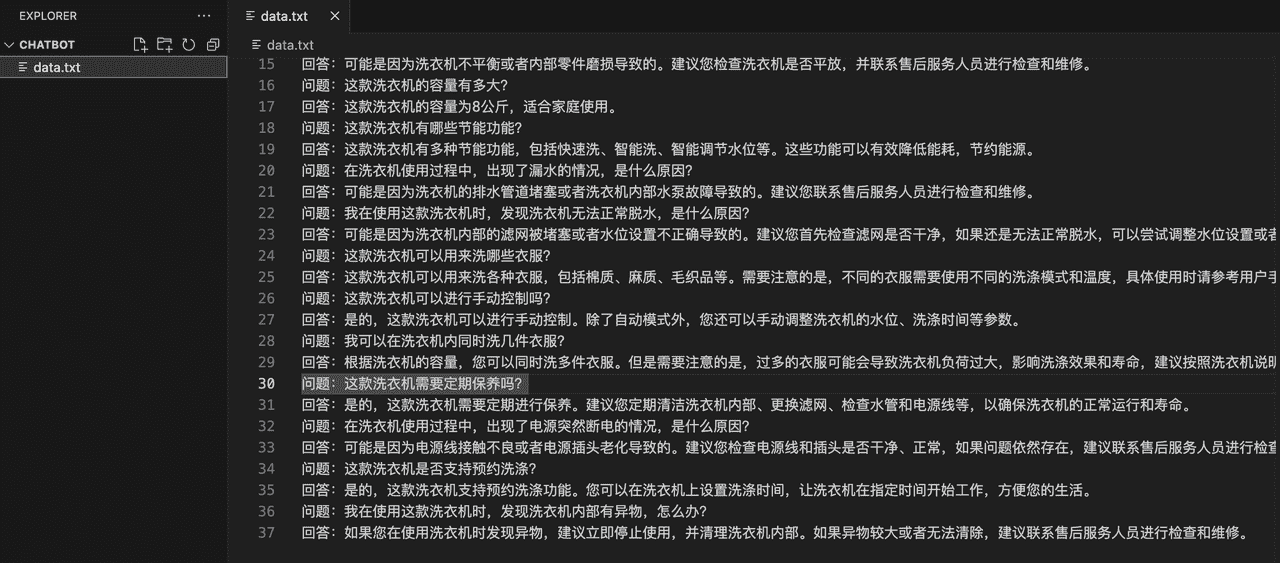 EXPLORER
data.txt
CHATBOT
data.txt
data.txt
15 回答：可能是因为洗衣机不平衡或者内部零件磨损导致的。建议您检查洗衣机是否平放，并联系售后服务人员进行检查和维修。
16 问题：这款洗衣机的容量有多大?
17 回答：这款洗衣机的容量为8公斤，适合家庭使用。
18 问题：这款洗衣机有哪些节能功能?
19 回答：这款洗衣机有多种节能功能，包括快速洗、智能洗、智能调节水位等。这些功能可以有效降低能耗，节约能源。
20 问题：在洗衣机使用过程中，出现了漏水的情况，是什么原因?
21 回答：可能是因为洗衣机的排水管道堵塞或者洗衣机内部水泵故障导致的。建议您联系售后服务人员进行检查和维修。
22 问题：我在使用这款洗衣机时，发现洗衣机无法正常脱水，是什么原因?
23 回答：可能是因为洗衣机内部的滤网被堵塞或者水位设置不正确导致的。建议您首先检查滤网是否干净，如果还是无法正常脱水，可以尝试调整水位设置或者
24 问题：这款洗衣机可以用来洗哪些衣服?
25 回答：这款洗衣机可以用来洗各种衣服，包括棉质、麻质、毛织品等。需要注意的是，不同的衣服需要使用不同的洗涤模式和温度，具体使用时请参考用户手
26 问题：这款洗衣机可以进行手动控制吗?
27 回答：是的，这款洗衣机可以进行手动控制。除了自动模式外，您还可以手动调整洗衣机的水位、洗涤时间等参数。
28 问题：我可以在洗衣机内同时洗几件衣服?
29 回答：根据洗衣机的容量，您可以同时洗多件衣服。但是需要注意的是，过多的衣服可能会导致洗衣机负荷过大，影响洗涤效果和寿命，建议按照洗衣机说明
30 问题：这款洗衣机需要定期保养吗?
31 回答：是的，这款洗衣机需要定期进行保养。建议您定期清洁洗衣机内部、更换滤网、检查水管和电源线等，以确保洗衣机的正常运行和寿命。
32 问题：在洗衣机使用过程中，出现了电源突然断电的情况，是什么原因?
33 回答：可能是因为电源线接触不良或者电源插头老化导致的。建议您检查电源线和插头是否干净、正常，如果问题依然存在，建议联系售后服务人员进行检查
34 问题：这款洗衣机是否支持预约洗涤?
35 回答：是的，这款洗衣机支持预约洗涤功能。您可以在洗衣机上设置洗涤时间，让洗衣机在指定时间开始工作，方便您的生活。
36 问题：我在使用这款洗衣机时，发现洗衣机内部有异物，怎么办?
37 回答：如果您在使用洗衣机时发现异物，建议立即停止使用，并清理洗衣机内部。如果异物较大或者无法清除，建议联系售后服务人员进行检查和维修。